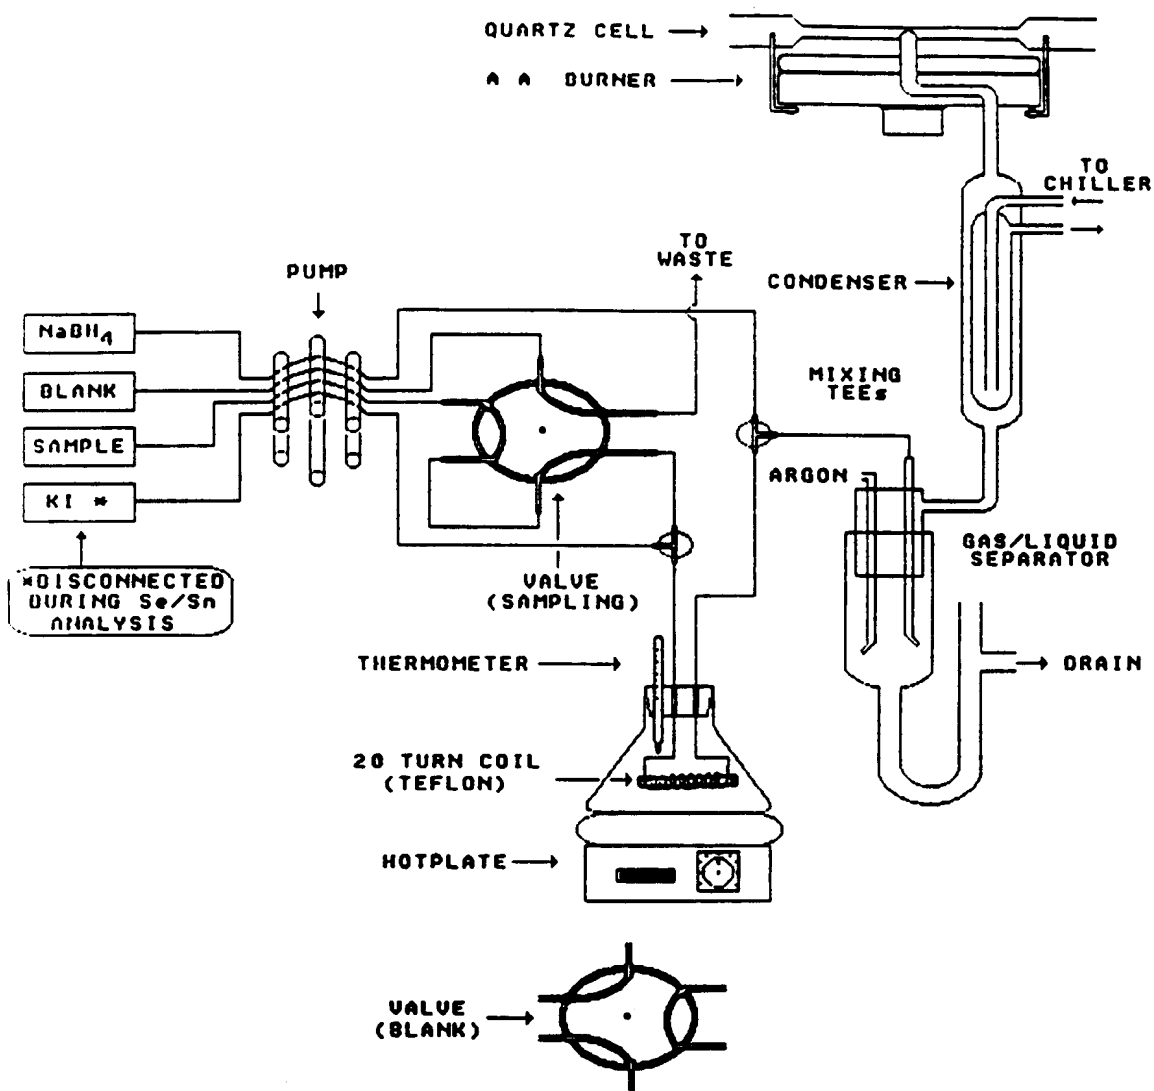 QUARTZ CELL
AA BURNER
TO
CHILLER
TO
WASTE
PUMP
CONDENSER
NaBH4
BLANK
SAMPLE
KI *
MIXING
TEEs
ARGON
GAS/LIQUID
SEPARATOR
*DISCONNECTED
DURING Se/Sn
ANALYSIS
VALVE
(SAMPLING)
THERMOMETER
DRAIN
20 TURN COIL
(TEFLON)
HOTPLATE
VALVE
(BLANK)